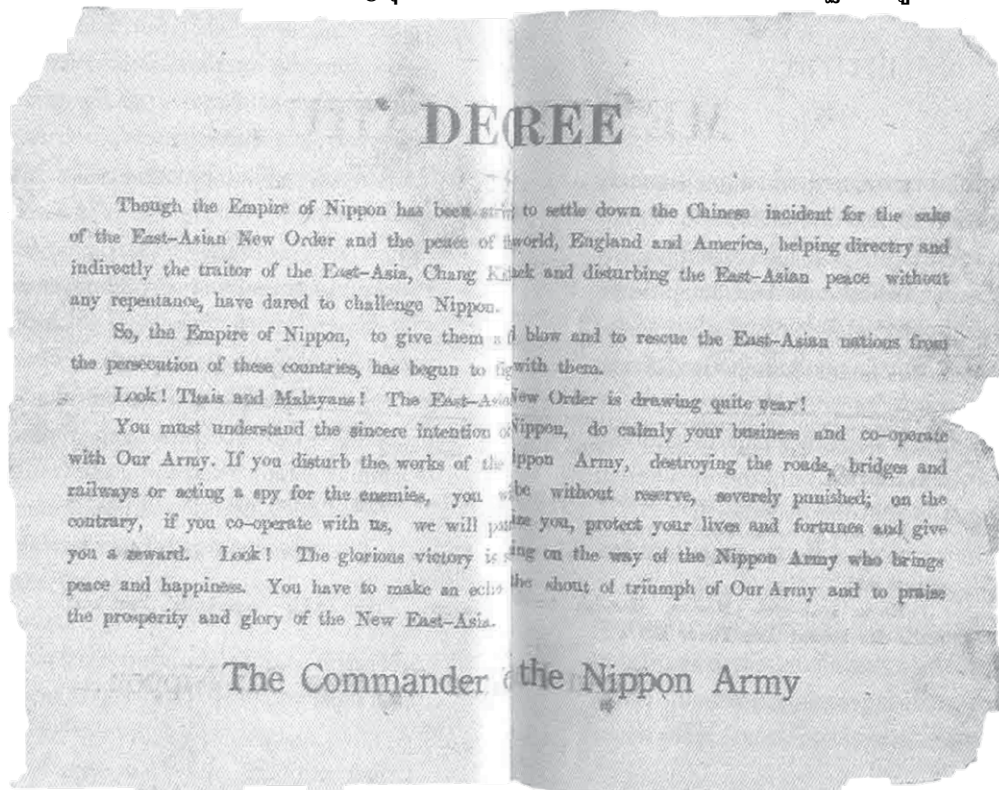 DECREE
Though the Empire of Nippon has been to settle down the Chinese incident for the sake
of the East-Asian New Order and the peace of world, England and America, helping directry and
indirectly the traitor of the East-Asia, Chang and disturbing the East-Asian peace without
any repentance, have dared to challenge Nippon.
So, the Empire of Nippon, to give them blow and to rescue the East-Asian nations from
the persecution of these countries, has begun to with them.
Look! Thais and Malayans! The East-Asia New Order is drawing quite near!
You must understand the sincere intention Nippon, do calmly your business and co-operate
with Our Army. If you disturb the works of the Nippon Army, destroying the roads, bridges and
railways or acting a spy for the enemies, you be without reserve, severely punished; on the
contrary, if you co-operate with us, we will you, protect your lives and fortunes and give
you a reward. Look! The glorious victory is on the way of the Nippon Army who brings
peace and happiness. You have to make an echo the shout of triumph of Our Army and to praise
the prosperity and glory of the New East-Asia.
The Commander the Nippon Army